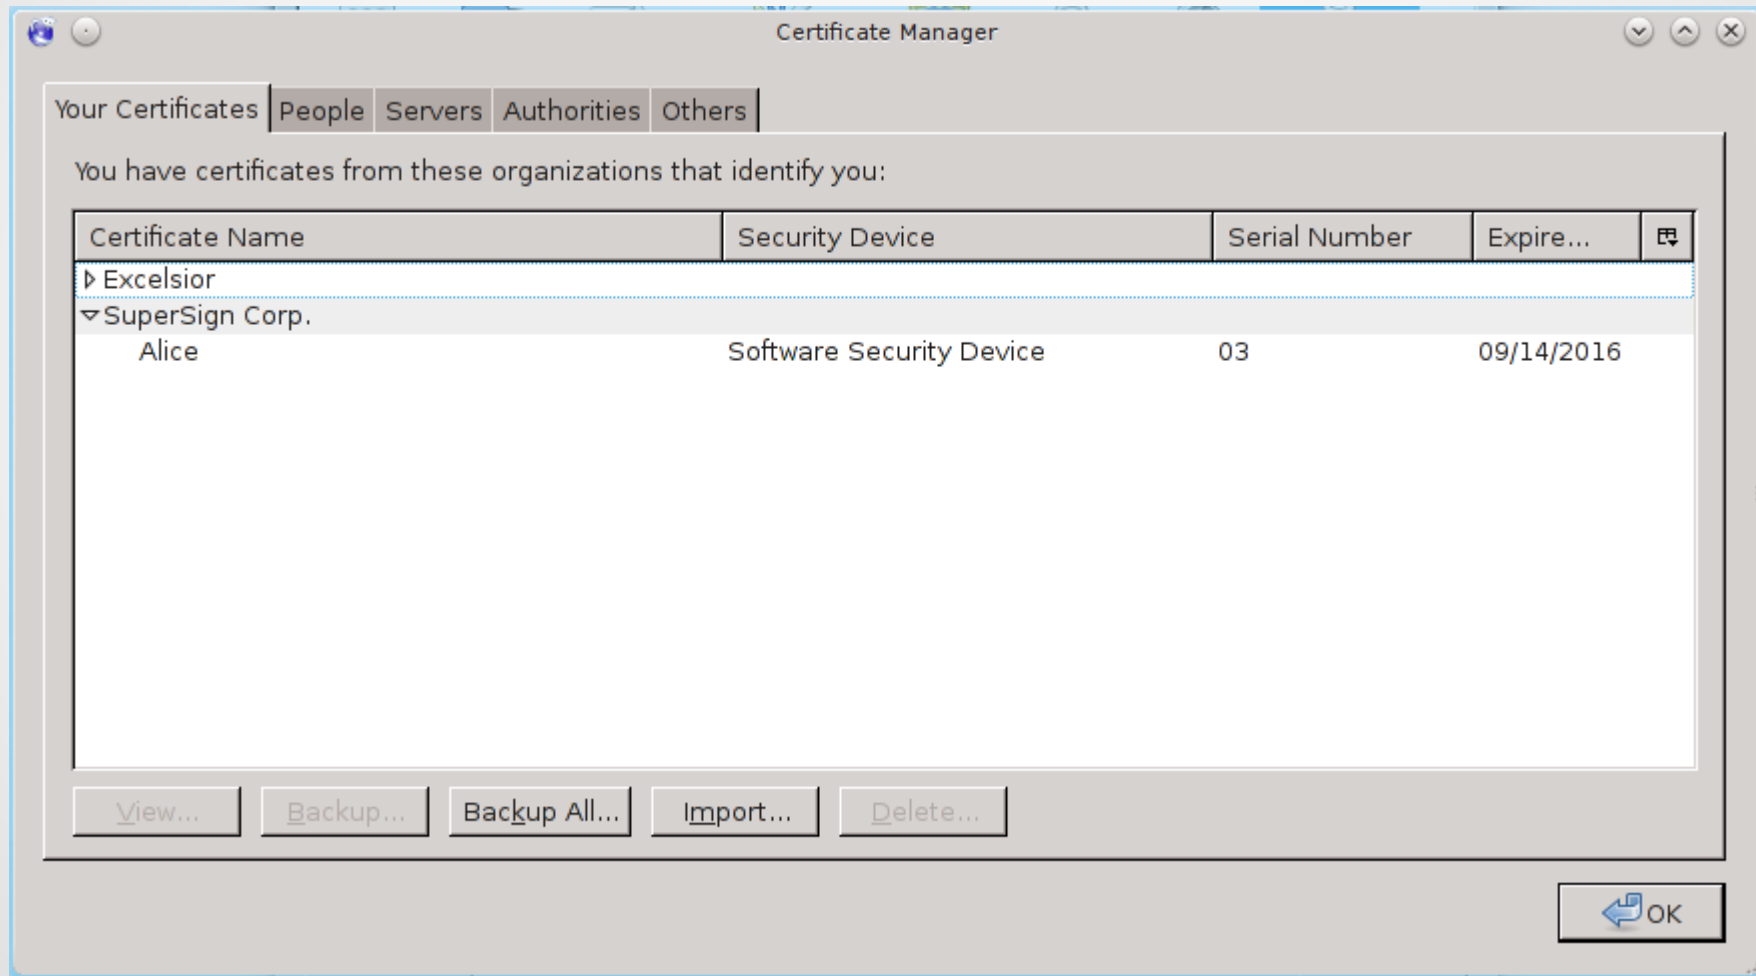 Certificate Manager
Your Certificates People Servers Authorities Others
You have certificates from these organizations that identify you:
Certificate Name Security Device Serial Number Expire...
Excelsior
SuperSign Corp.
Alice Software Security Device 03 09/14/2016
View... Backup... Backup All... Import... Delete...
OK